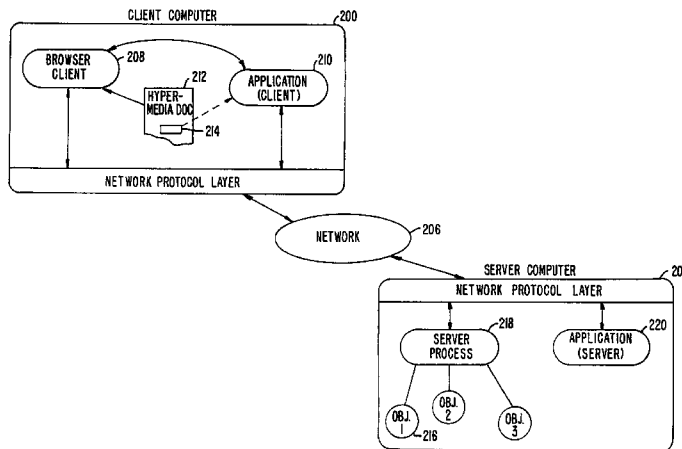 CLIENT COMPUTER
200
BROWSER
CLIENT
208
212
210
APPLICATION
(CLIENT)
HYPER-
MEDIA DOC
214
NETWORK PROTOCOL LAYER
NETWORK
206
SERVER COMPUTER
20
NETWORK PROTOCOL LAYER
218
220
SERVER
PROCESS
APPLICATION
(SERVER)
OBJ.
1
216
OBJ.
2
OBJ.
3